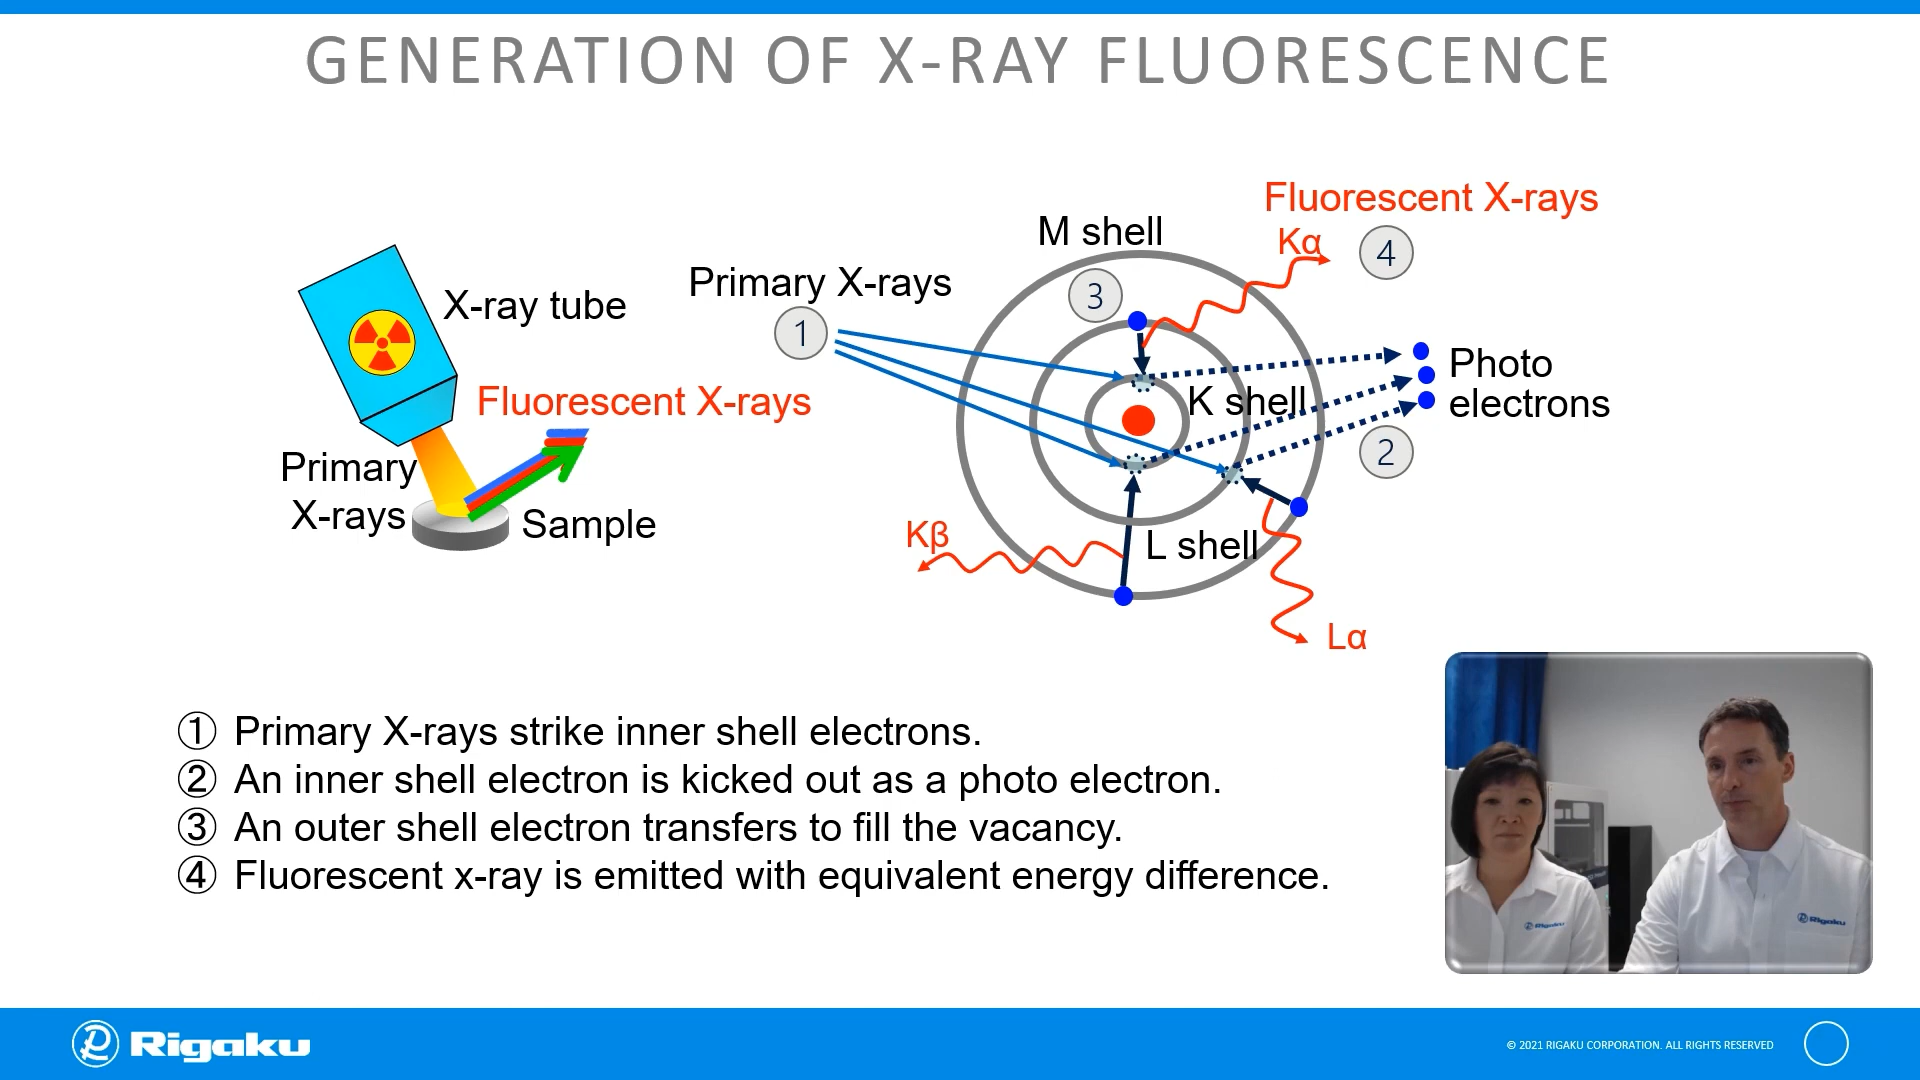 GENERATION OF X-RAY FLUORESCENCE
X-ray tube
Fluorescent X-rays
Primary
X-rays
Sample
Primary X-rays
1
M shell
3
Fluorescent X-rays
Kα
4
K shell
Photo
electrons
2
Kβ
L shell
Lα
① Primary X-rays strike inner shell electrons.
② An inner shell electron is kicked out as a photo electron.
③ An outer shell electron transfers to fill the vacancy.
④ Fluorescent x-ray is emitted with equivalent energy difference.
Rigaku
Rigaku
Rigaku
© 2021 RIGAKU CORPORATION. ALL RIGHTS RESERVED